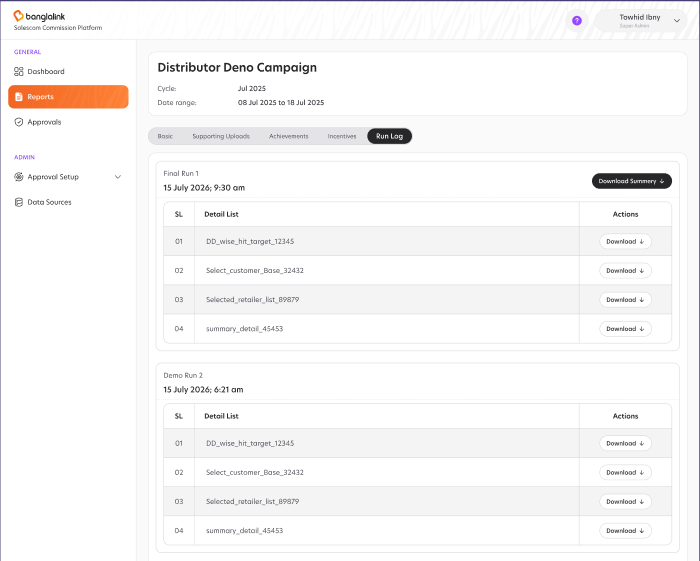 banglalink
Salescom Commission Platform
?
Towhid Ibny
Super Admin
GENERAL
Dashboard
Reports
Approvals
ADMIN
Approval Setup
Data Sources
Distributor Deno Campaign
Cycle: Jul 2025
Date range: 08 Jul 2025 to 18 Jul 2025
Basic Supporting Uploads Achievements Incentives Run Log
Final Run 1
15 July 2026; 9:30 am
Download Summery ↓
SL Detail List Actions
01 DD_wise_hit_target_12345 Download ↓
02 Select_customer_Base_32432 Download ↓
03 Selected_retailer_list_89879 Download ↓
04 summary_detail_45453 Download ↓
Demo Run 2
15 July 2026; 6:21 am
SL Detail List Actions
01 DD_wise_hit_target_12345 Download ↓
02 Select_customer_Base_32432 Download ↓
03 Selected_retailer_list_89879 Download ↓
04 summary_detail_45453 Download ↓